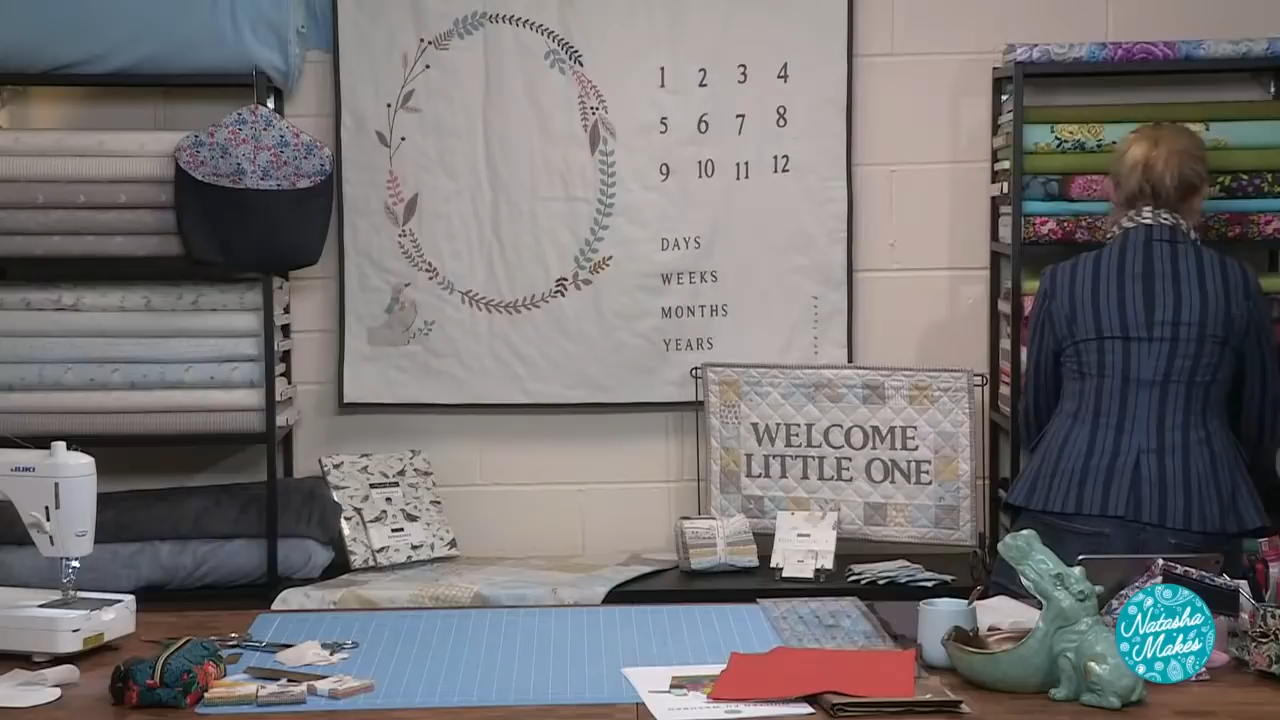 1 2 3 4
5 6 7 8
9 10 11 12
DAYS
WEEKS
MONTHS
YEARS
WELCOME
LITTLE ONE
JUKI
Natasha
Makes